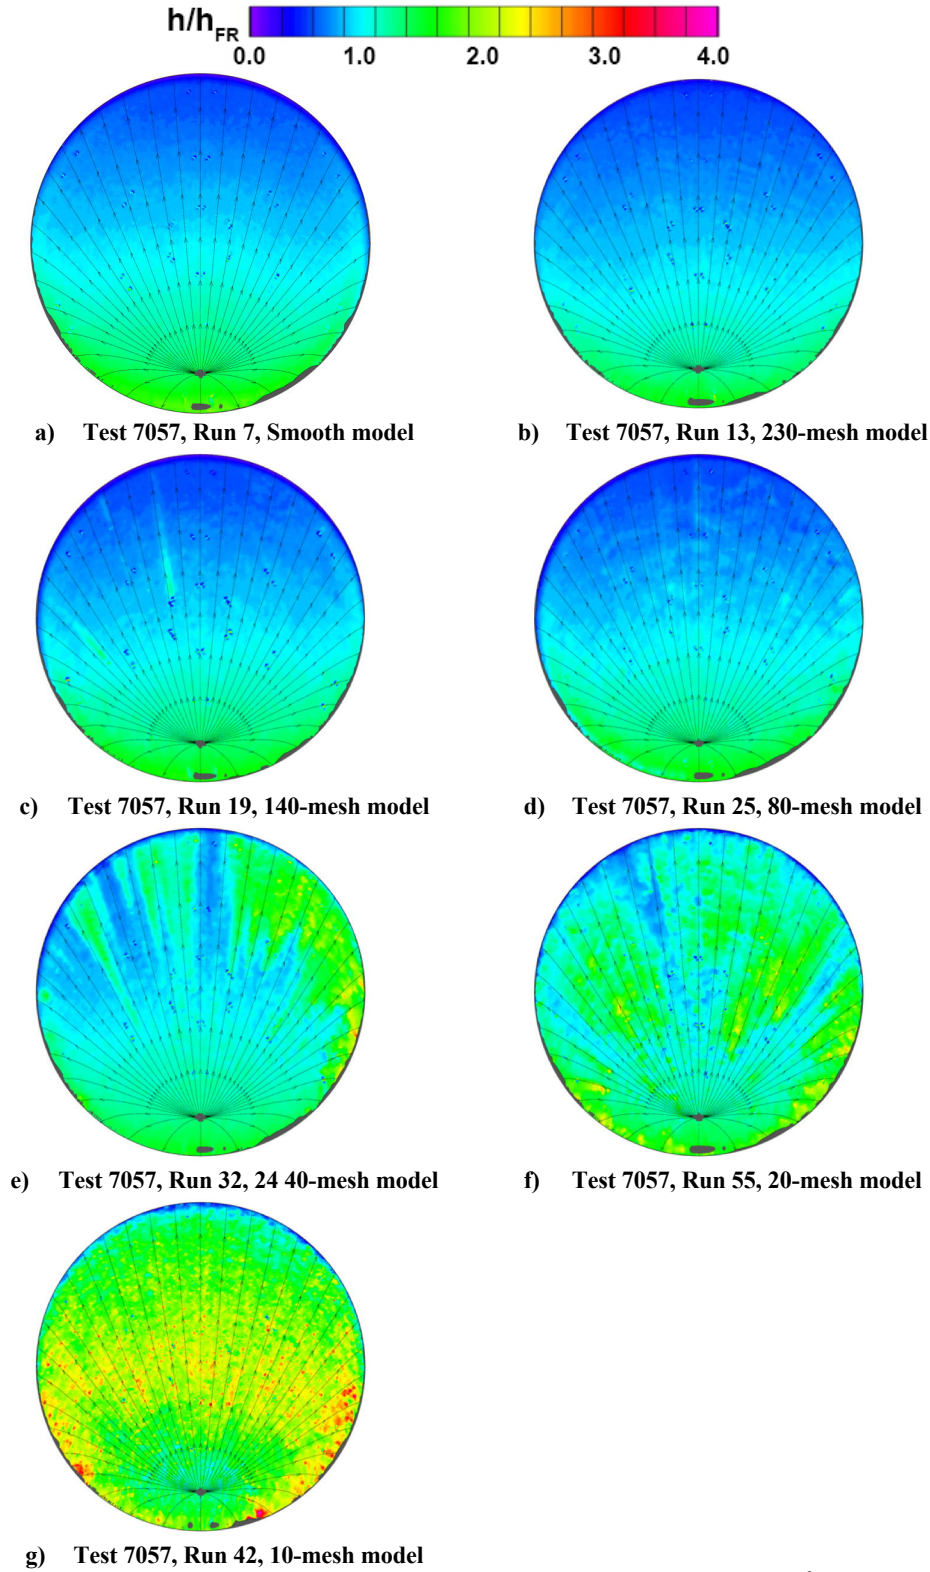 h/hFR
0.0 1.0 2.0 3.0 4.0
a) Test 7057, Run 7, Smooth model
b) Test 7057, Run 13, 230-mesh model
c) Test 7057, Run 19, 140-mesh model
d) Test 7057, Run 25, 80-mesh model
e) Test 7057, Run 32, 24 40-mesh model
f) Test 7057, Run 55, 20-mesh model
g) Test 7057, Run 42, 10-mesh model